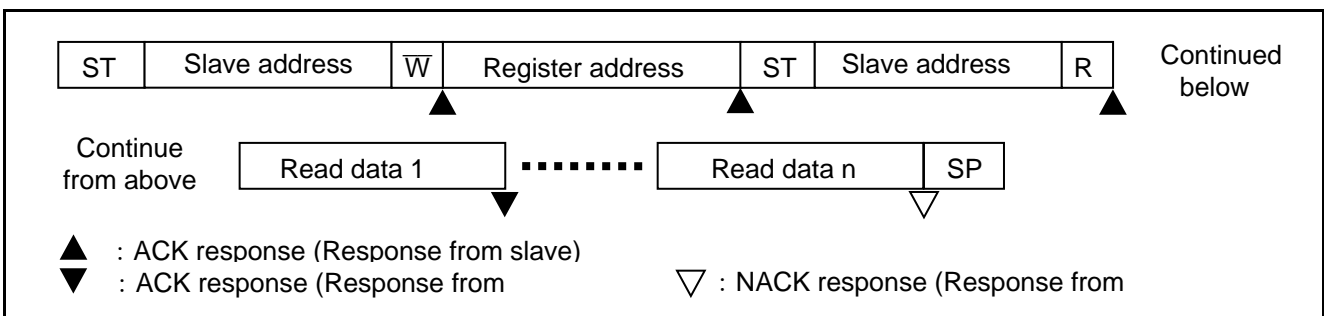 ST Slave address W̅ Register address ST Slave address R Continued
below
Continue
from above Read data 1 Read data n SP
▲ : ACK response (Response from slave)
▼ : ACK response (Response from ▽ : NACK response (Response from